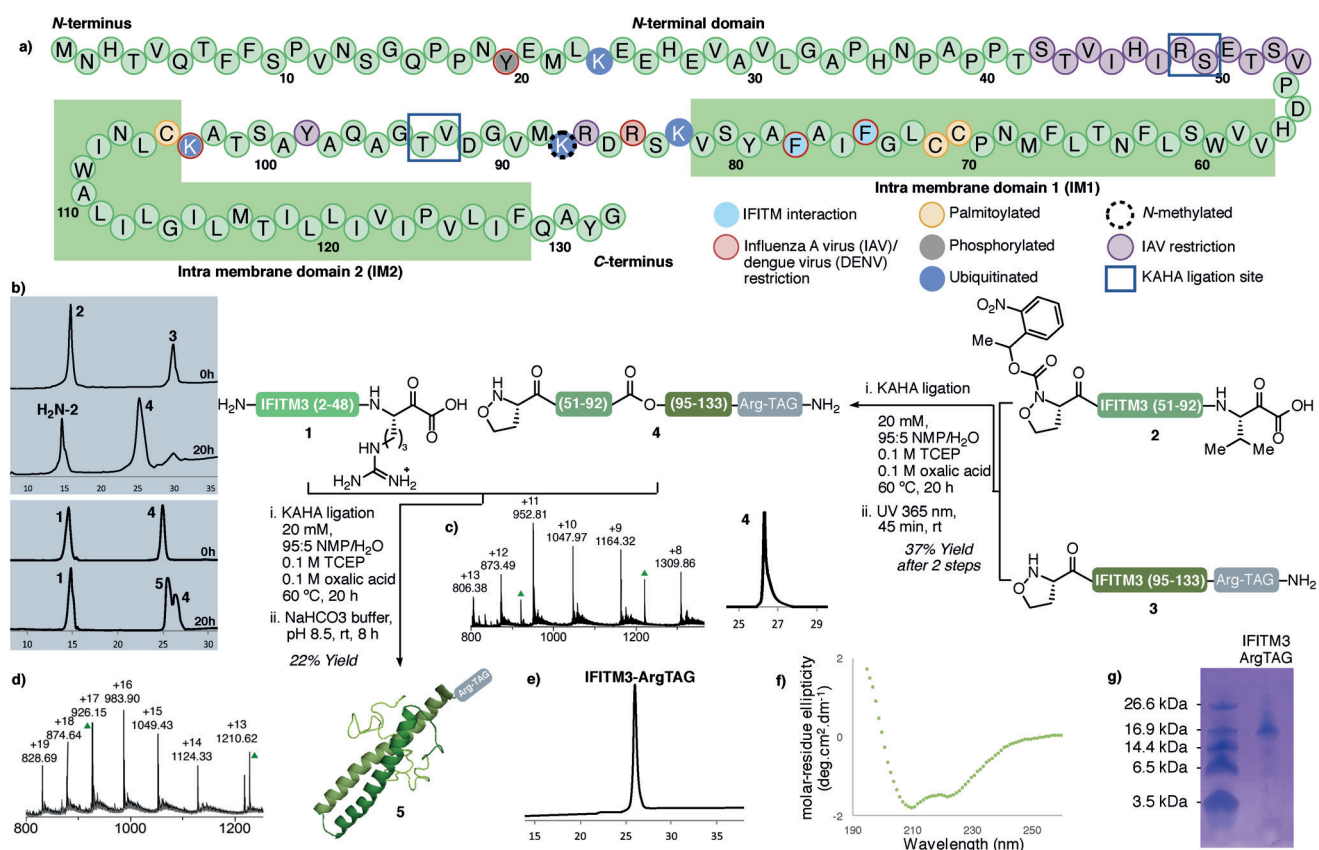 N-terminus
N-terminal domain
a)
M N H T V Q T F F S P V N S G Q P P N Y E M L K E E H E V A V L G A P H N P A P P T S T V I H I R S E T S V
10 20 30 40 50
P
D
I N L C K A T S A Y A Q A G T V D G V M K R D R S K V S Y A F A I F G L C C P N M F L T N F L S W V V H
100 90 80 70 60
W
A
110
Intra membrane domain 1 (IM1)
L I L G I L M T I L L I V I P V L I F Q A Y G
120 130
Intra membrane domain 2 (IM2)
C-terminus
IFITM interaction
Influenza A virus (IAV)/
dengue virus (DENV)
restriction
Palmitoylated
Phosphorylated
Ubiquitinated
N-methylated
IAV restriction
KAHA ligation site
b)
2
3
0h
H₂N-2
4
20h
10 15 20 25 30 35
1
4
0h
1
5
4
20h
15 20 25 30
H₂N
IFITM3 (2-48)
N
H
O
O
OH
3
HN
H₂N
NH₂
+
1
O
H
N
O
(51-92)
O
O
(95-133)
Arg-TAG
NH₂
4
i. KAHA ligation
20 mM,
95:5 NMP/H₂O
0.1 M TCEP
0.1 M oxalic acid
60 ºC, 20 h
ii. UV 365 nm,
45 min, rt
37% Yield
after 2 steps
O₂N
Me
O
O
N
O
O
IFITM3 (51-92)
H
N
O
O
OH
Me
Me
2
O
H
N
O
IFITM3 (95-133)
Arg-TAG
NH₂
3
i. KAHA ligation
20 mM,
95:5 NMP/H₂O
0.1 M TCEP
0.1 M oxalic acid
60 ºC, 20 h
ii. NaHCO3 buffer,
pH 8.5, rt, 8 h
22% Yield
Arg-TAG
5
c)
+13
806.38
+12
873.49
+11
952.81
+10
1047.97
+9
1164.32
+8
1309.86
800 1000 1200
4
25 27 29
d)
+19
828.69
+18
874.64
+17
926.15
+16
983.90
+15
1049.43
+14
1124.33
+13
1210.62
800 1000 1200
e)
IFITM3-ArgTAG
15 20 25 30 35
f)
molar-residue ellipticity
(deg.cm2 dm-1)
2
0
-2
190 210 230 250
Wavelength (nm)
g)
IFITM3
ArgTAG
26.6 kDa
16.9 kDa
14.4 kDa
6.5 kDa
3.5 kDa